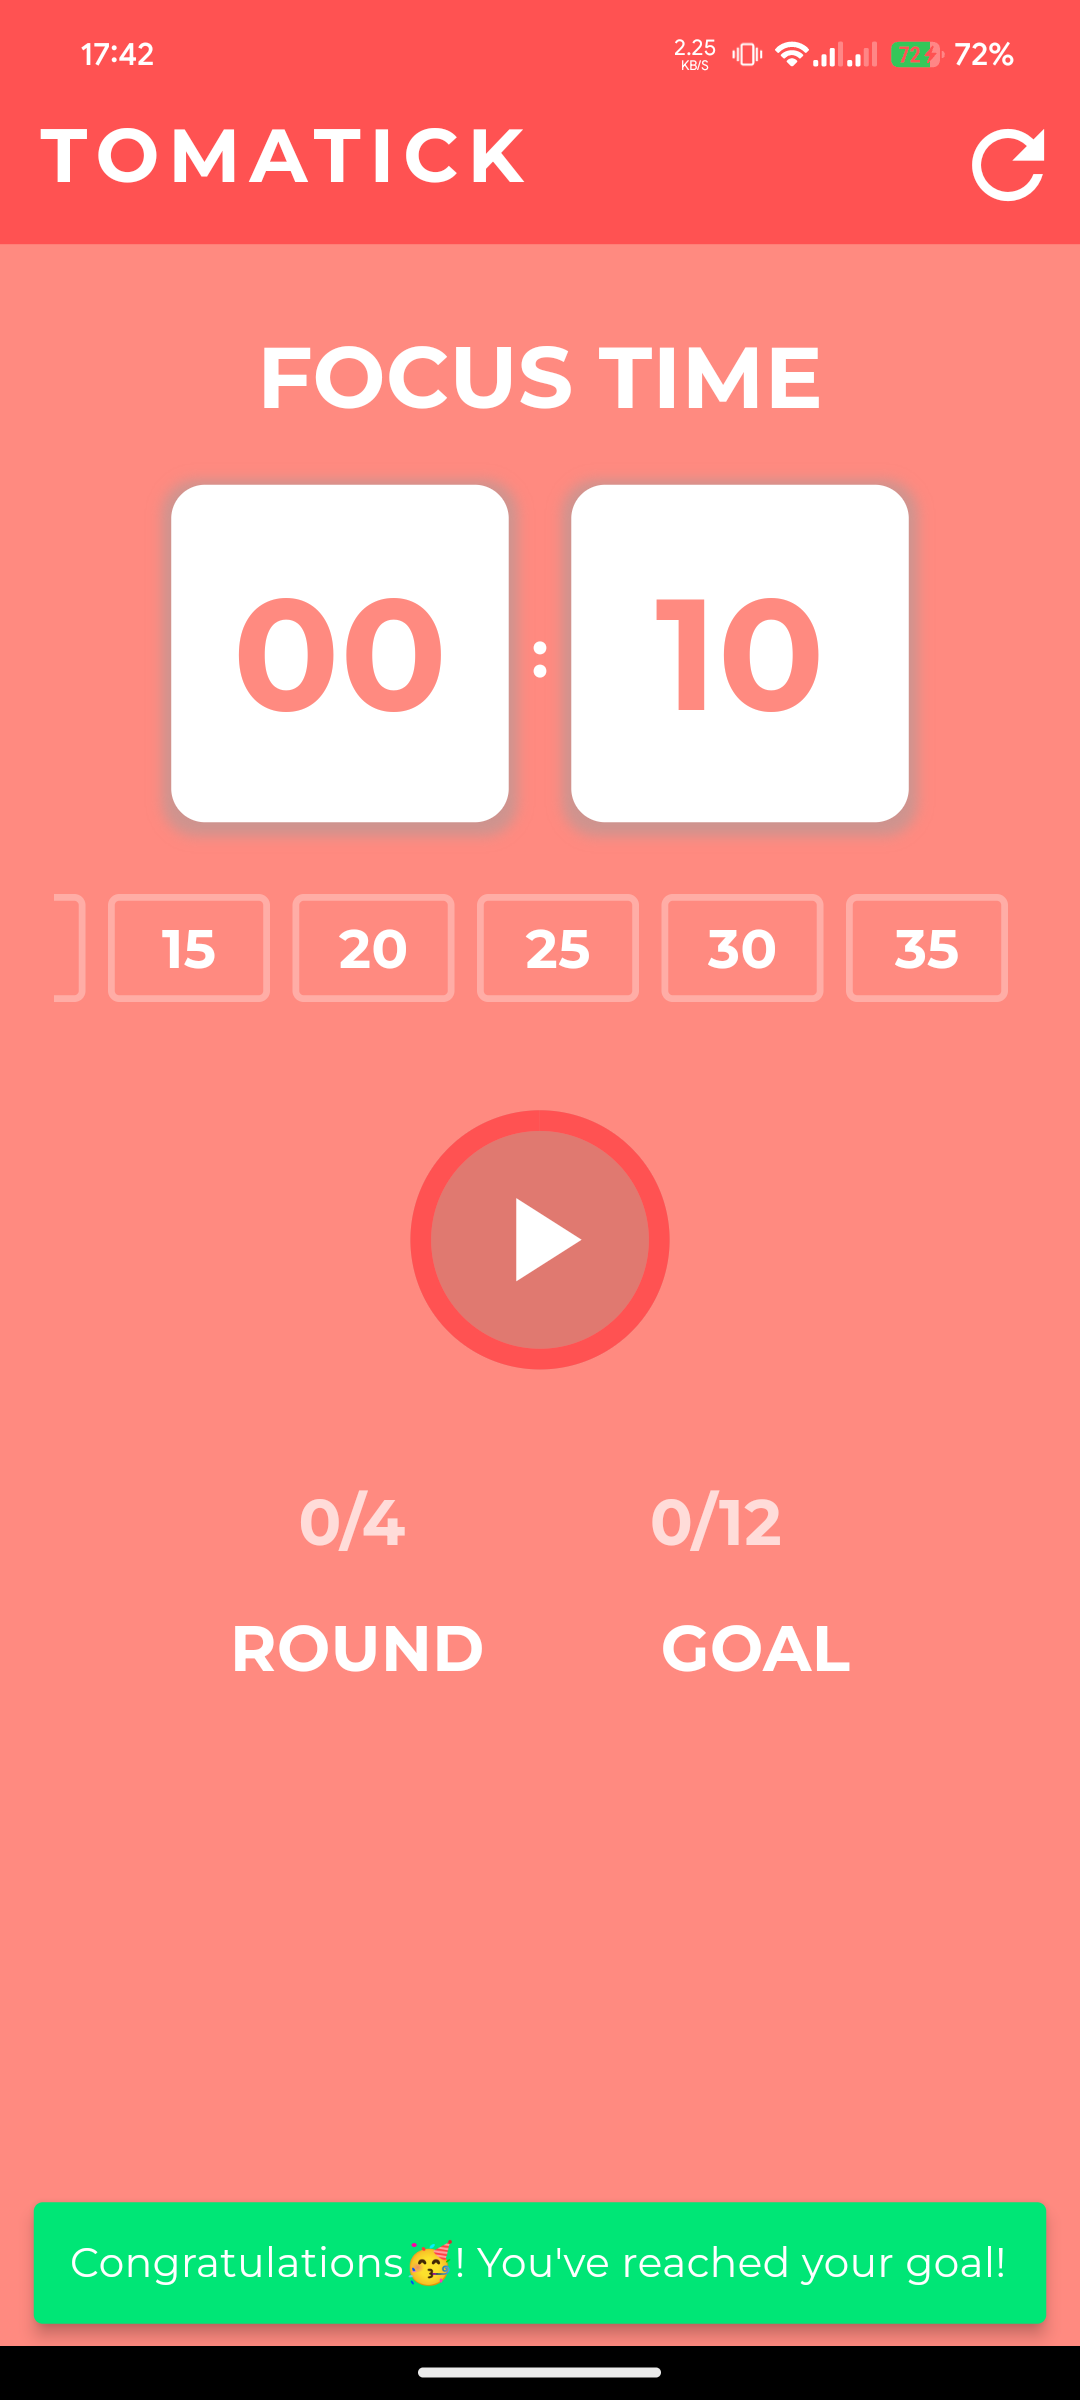 17:42 2.25 KB/S 72 72%
TOMATICK
FOCUS TIME
00 : 10
15 20 25 30 35
0/4 0/12
ROUND GOAL
Congratulations🥳! You've reached your goal!